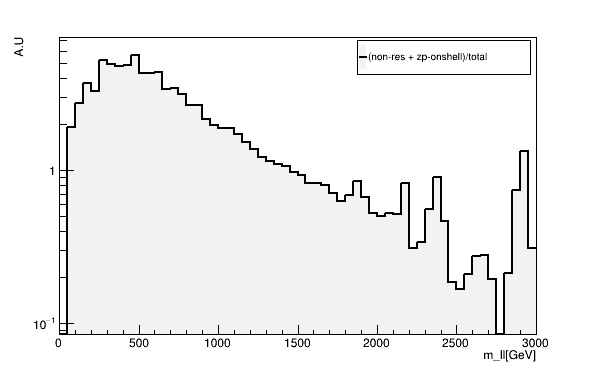 A.U
(non-res + zp-onshell)/total
1
10⁻¹
0 500 1000 1500 2000 2500 3000
m_ll[GeV]